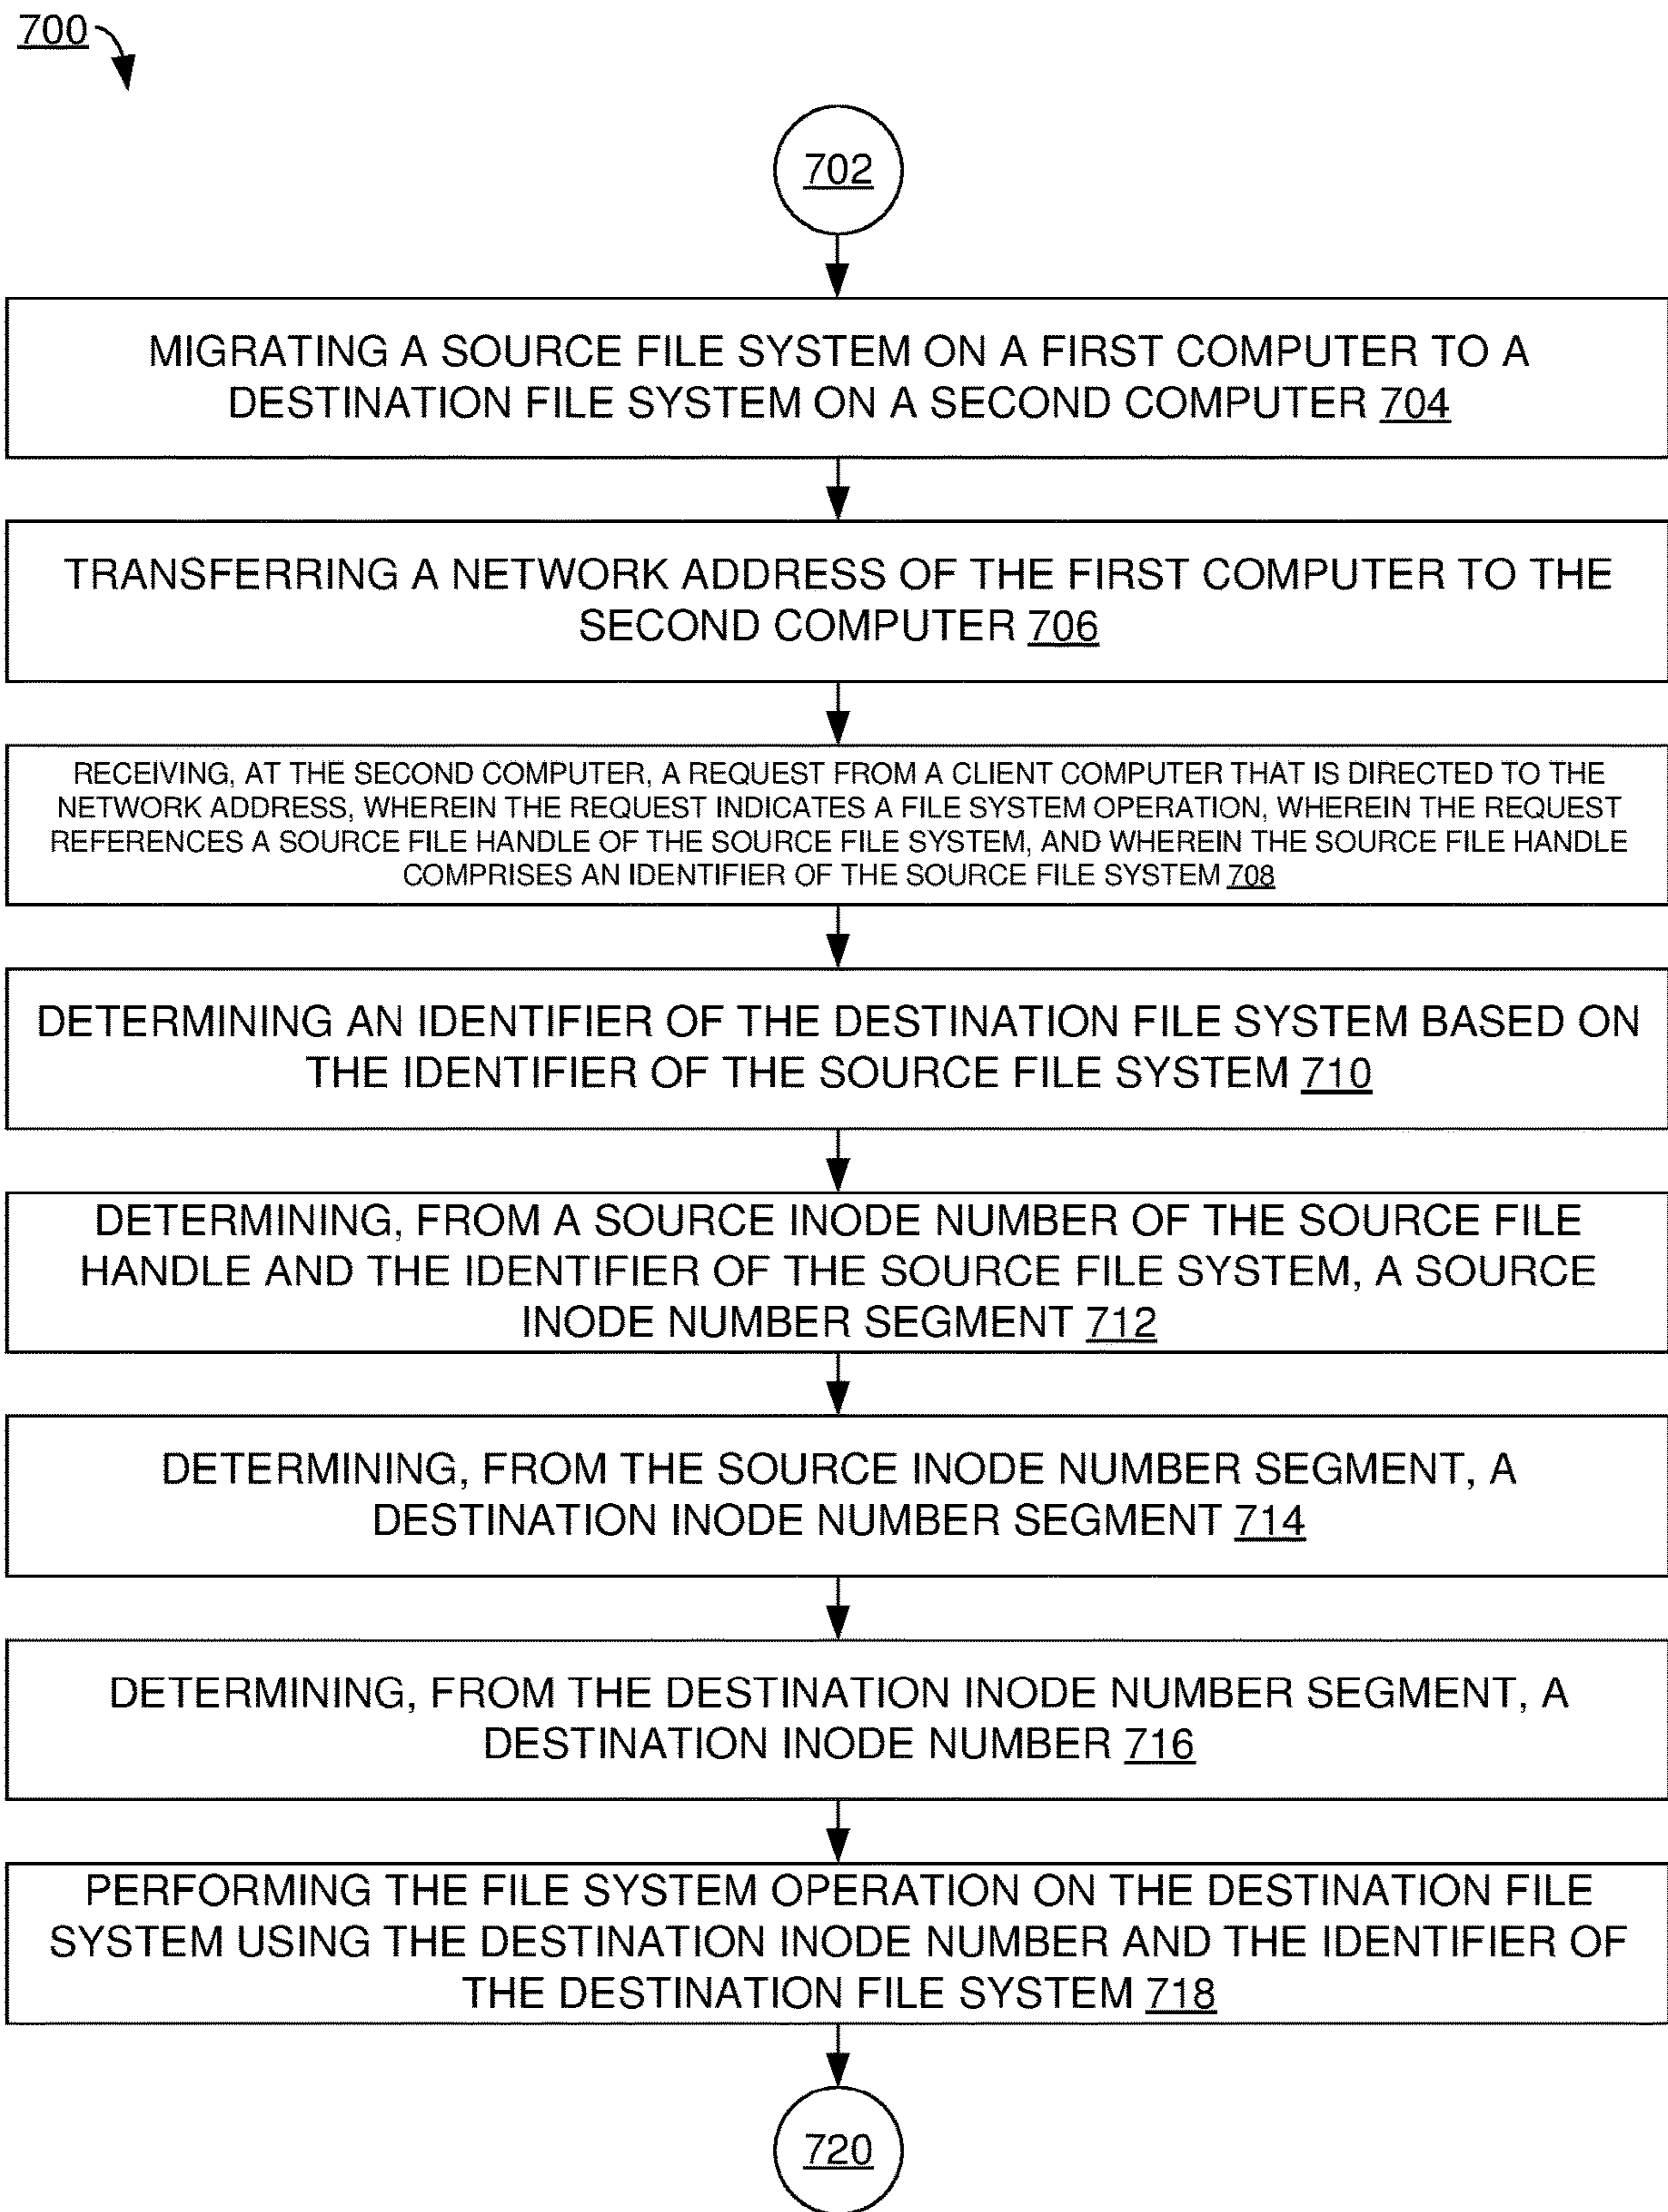 700
702
MIGRATING A SOURCE FILE SYSTEM ON A FIRST COMPUTER TO A
DESTINATION FILE SYSTEM ON A SECOND COMPUTER 704
TRANSFERRING A NETWORK ADDRESS OF THE FIRST COMPUTER TO THE
SECOND COMPUTER 706
RECEIVING, AT THE SECOND COMPUTER, A REQUEST FROM A CLIENT COMPUTER THAT IS DIRECTED TO THE
NETWORK ADDRESS, WHEREIN THE REQUEST INDICATES A FILE SYSTEM OPERATION, WHEREIN THE REQUEST
REFERENCES A SOURCE FILE HANDLE OF THE SOURCE FILE SYSTEM, AND WHEREIN THE SOURCE FILE HANDLE
COMPRISES AN IDENTIFIER OF THE SOURCE FILE SYSTEM 708
DETERMINING AN IDENTIFIER OF THE DESTINATION FILE SYSTEM BASED ON
THE IDENTIFIER OF THE SOURCE FILE SYSTEM 710
DETERMINING, FROM A SOURCE INODE NUMBER OF THE SOURCE FILE
HANDLE AND THE IDENTIFIER OF THE SOURCE FILE SYSTEM, A SOURCE
INODE NUMBER SEGMENT 712
DETERMINING, FROM THE SOURCE INODE NUMBER SEGMENT, A
DESTINATION INODE NUMBER SEGMENT 714
DETERMINING, FROM THE DESTINATION INODE NUMBER SEGMENT, A
DESTINATION INODE NUMBER 716
PERFORMING THE FILE SYSTEM OPERATION ON THE DESTINATION FILE
SYSTEM USING THE DESTINATION INODE NUMBER AND THE IDENTIFIER OF
THE DESTINATION FILE SYSTEM 718
720